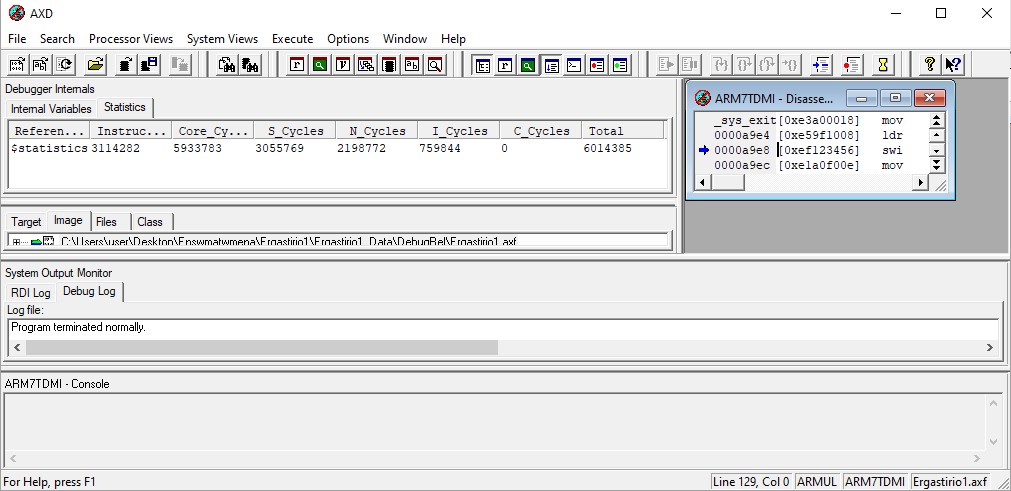 AXD
File Search Processor Views System Views Execute Options Window Help
Debugger Internals
Internal Variables Statistics
Referen... Instruc... Core_Cy... S_Cycles N_Cycles I_Cycles C_Cycles Total
$statistics 3114282 5933783 3055769 2198772 759844 0 6014385
Target Image Files Class
C:\Users\user\Desktop\Enswmatwmena\Ergastirio1\Ergastirio1_Data\DebugRel\Ergastirio1.axf
ARM7TDMI - Disasse...
_sys_exit [0xe3a00018] mov
0000a9e4 [0xe59f1008] ldr
0000a9e8 [0xef123456] swi
0000a9ec [0xe1a0f00e] mov
System Output Monitor
RDI Log Debug Log
Log file:
Program terminated normally.
ARM7TDMI - Console
For Help, press F1
Line 129, Col 0 ARMUL ARM7TDMI Ergastirio1.axf